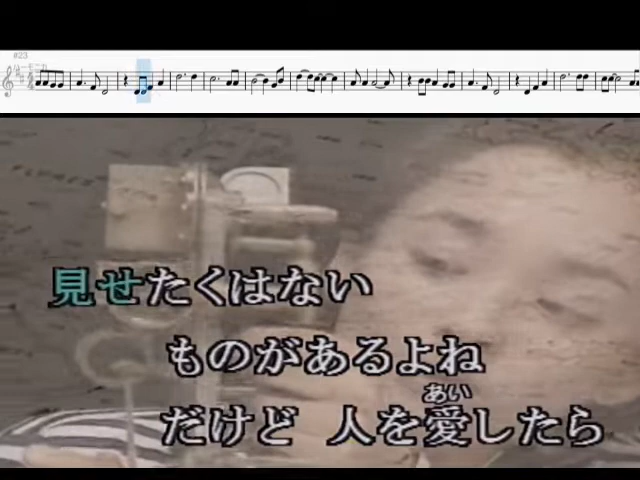 #23
見せたくはない
ものがあるよね
あい
だけど 人を愛したら